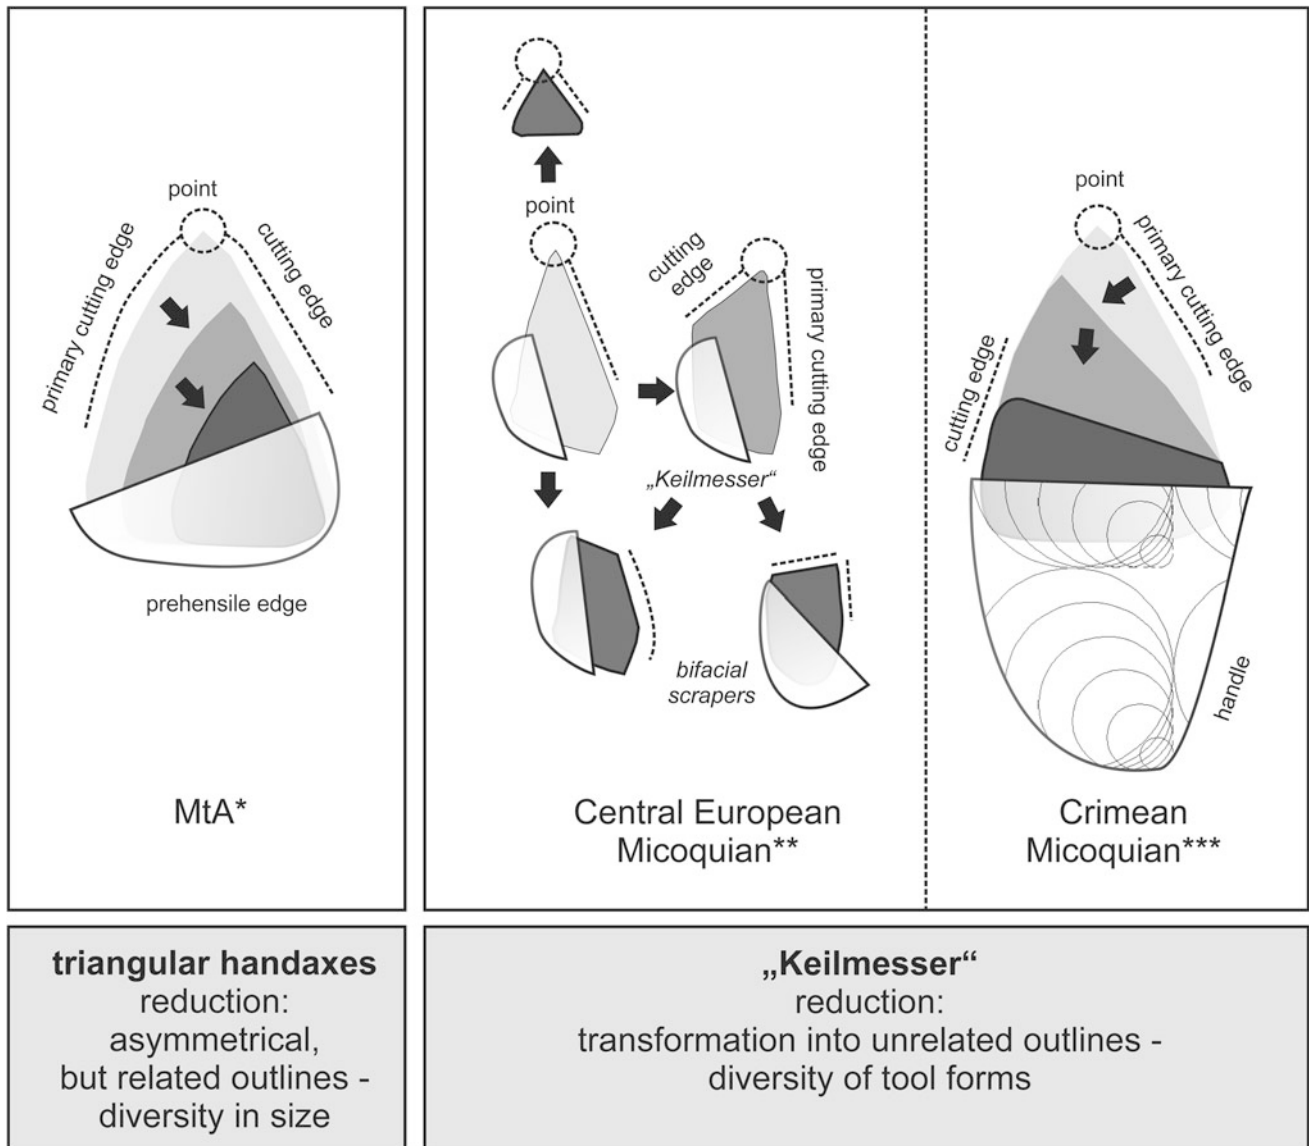 point
primary cutting edge
cutting edge
prehensile edge
MtA*
point
cutting
edge
primary cutting edge
„Keilmesser“
bifacial
scrapers
Central European
Micoquian**
point
primary cutting edge
cutting edge
handle
Crimean
Micoquian***
triangular handaxes
reduction:
asymmetrical,
but related outlines -
diversity in size
„Keilmesser“
reduction:
transformation into unrelated outlines -
diversity of tool forms